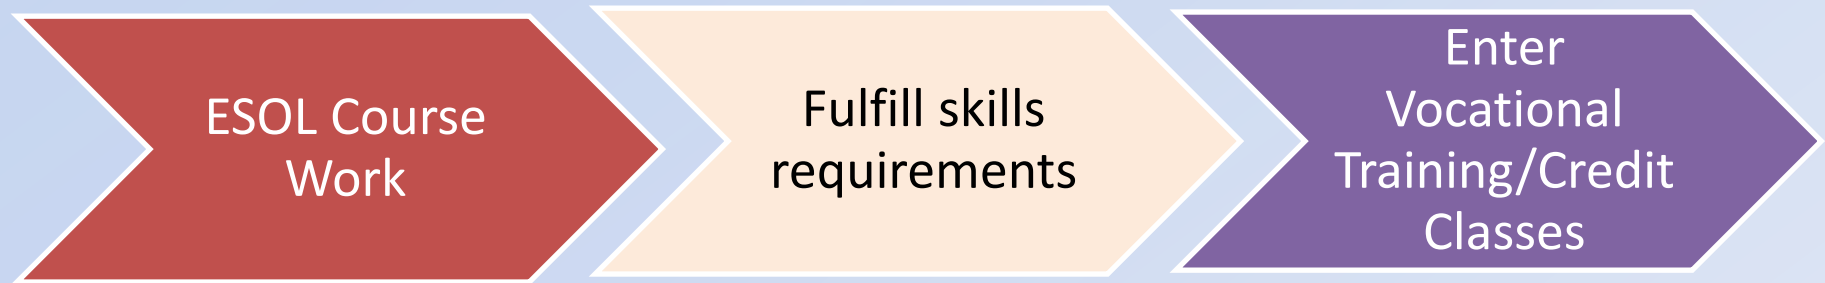 ESOL Course
Work
Fulfill skills
requirements
Enter
Vocational
Training/Credit
Classes